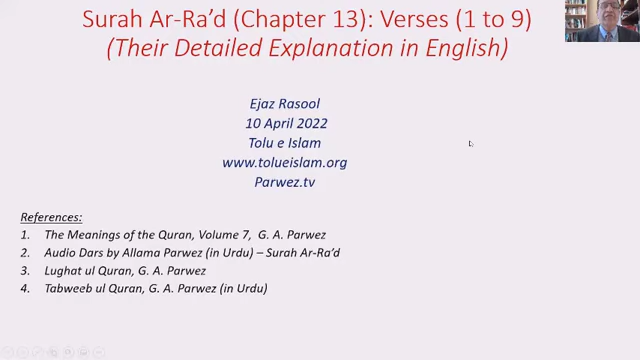 Surah Ar-Ra’d (Chapter 13): Verses (1 to 9)
(Their Detailed Explanation in English)
Ejaz Rasool
10 April 2022
Tolu e Islam
www.tolueislam.org
Parwez.tv
References:
1. The Meanings of the Quran, Volume 7, G. A. Parwez
2. Audio Dars by Allama Parwez (in Urdu) – Surah Ar-Ra’d
3. Lughat ul Quran, G. A. Parwez
4. Tabweeb ul Quran, G. A. Parwez (in Urdu)